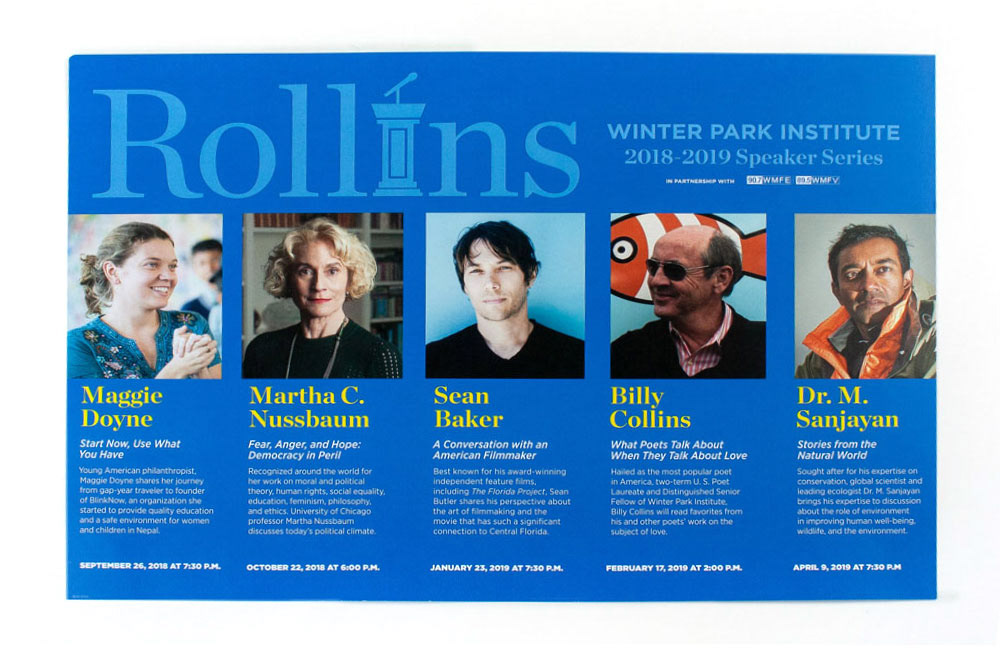 Rollins
WINTER PARK INSTITUTE
2018-2019 Speaker Series
IN PARTNERSHIP WITH 90.7 WMFE 89.5 WMFV
Maggie
Doyne
Start Now, Use What
You Have
Young American philanthropist,
Maggie Doyne shares her journey
from gap-year traveler to founder
of BlinkNow, an organization she
started to provide quality education
and a safe environment for women
and children in Nepal.
SEPTEMBER 26, 2018 AT 7:30 P.M.
Martha C.
Nussbaum
Fear, Anger, and Hope:
Democracy in Peril
Recognized around the world for
her work on moral and political
theory, human rights, social equality,
education, feminism, philosophy,
and ethics. University of Chicago
professor Martha Nussbaum
discusses today's political climate.
OCTOBER 22, 2018 AT 6:00 P.M.
Sean
Baker
A Conversation with an
American Filmmaker
Best known for his award-winning
independent feature films,
including The Florida Project, Sean
Butler shares his perspective about
the art of filmmaking and the
movie that has such a significant
connection to Central Florida.
JANUARY 23, 2019 AT 7:30 P.M.
Billy
Collins
What Poets Talk About
When They Talk About Love
Hailed as the most popular poet
in America, two-term U. S. Poet
Laureate and Distinguished Senior
Fellow of Winter Park Institute,
Billy Collins will read favorites from
his and other poets' work on the
subject of love.
FEBRUARY 17, 2019 AT 2:00 P.M.
Dr. M.
Sanjayan
Stories from the
Natural World
Sought after for his expertise on
conservation, global scientist and
leading ecologist Dr. M. Sanjayan
brings his expertise to discussion
about the role of environment
in improving human well-being,
wildlife, and the environment.
APRIL 9, 2019 AT 7:30 P.M